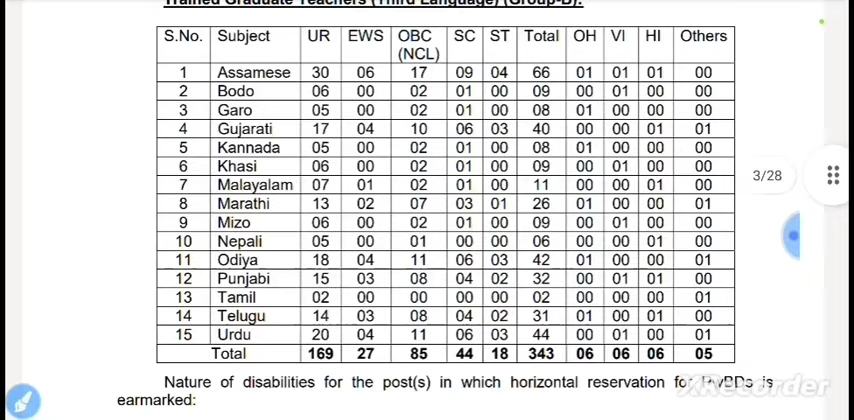 Trained Graduate Teachers (Third Language) (Group-B):
S.No. Subject UR EWS OBC (NCL) SC ST Total OH VI HI Others
1 Assamese 30 06 17 09 04 66 01 01 01 00
2 Bodo 06 00 02 01 00 09 00 01 00 00
3 Garo 05 00 02 01 00 08 01 00 00 00
4 Gujarati 17 04 10 06 03 40 00 00 01 01
5 Kannada 05 00 02 01 00 08 01 00 00 00
6 Khasi 06 00 02 01 00 09 00 01 00 00
7 Malayalam 07 01 02 01 00 11 00 00 01 00
8 Marathi 13 02 07 03 01 26 01 00 00 01
9 Mizo 06 00 02 01 00 09 00 01 00 00
10 Nepali 05 00 01 00 00 06 00 00 01 00
11 Odiya 18 04 11 06 03 42 01 00 00 01
12 Punjabi 15 03 08 04 02 32 00 01 01 00
13 Tamil 02 00 00 00 00 02 00 00 00 01
14 Telugu 14 03 08 04 02 31 01 00 01 00
15 Urdu 20 04 11 06 03 44 00 01 00 01
Total 169 27 85 44 18 343 06 06 06 05
3/28
Nature of disabilities for the post(s) in which horizontal reservation for PwBDs is
earmarked:
XRecorder